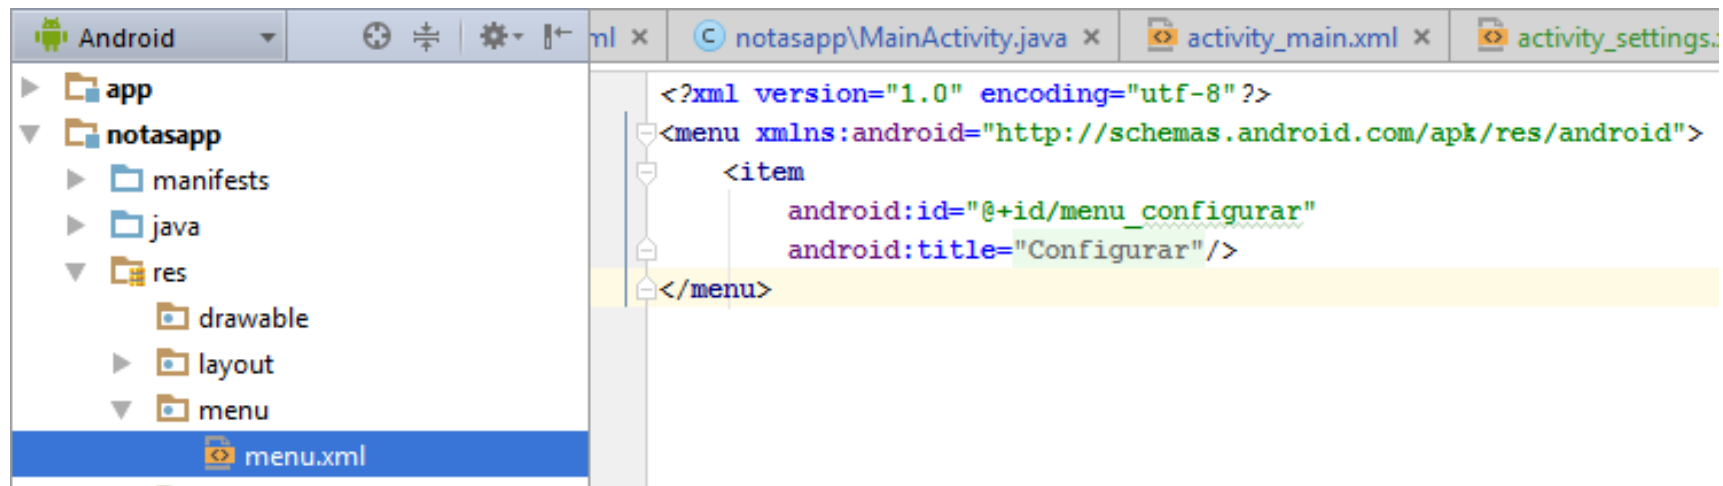 Android
ml
notasapp\MainActivity.java
activity_main.xml
activity_settings.
app
notasapp
manifests
java
res
drawable
layout
menu
menu.xml
<?xml version="1.0" encoding="utf-8"?>
<menu xmlns:android="http://schemas.android.com/apk/res/android">
<item
android:id="@+id/menu_configurar"
android:title="Configurar"/>
</menu>